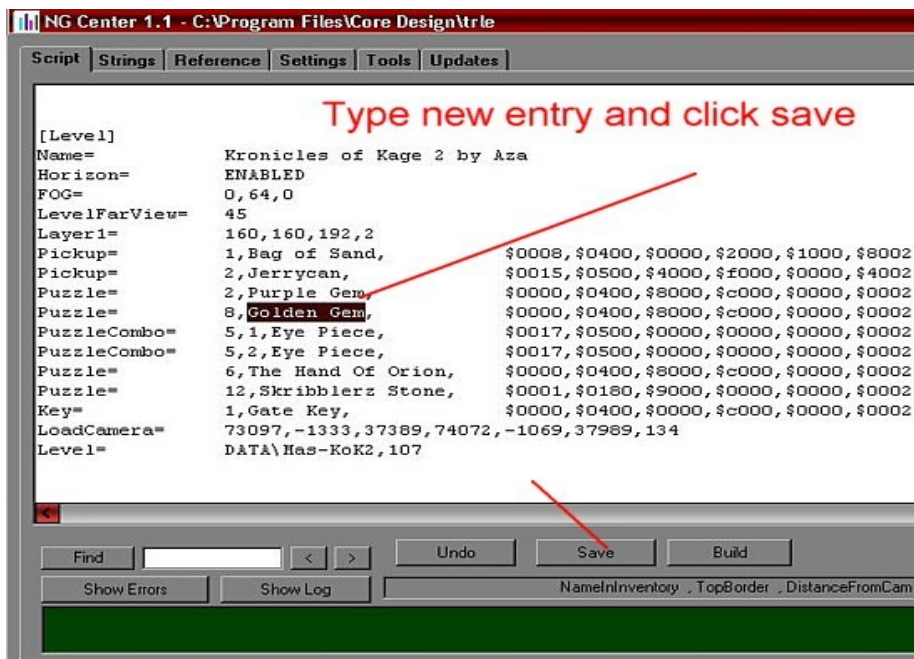 NG Center 1.1 - C:\Program Files\Core Design\trle
Script Strings Reference Settings Tools Updates
Type new entry and click save
[Level]
Name= Kronicles of Kage 2 by Aza
Horizon= ENABLED
FOG= 0,64,0
LevelFarView= 45
Layer1= 160,160,192,2
Pickup= 1,Bag of Sand, $0008,$0400,$0000,$2000,$1000,$8002
Pickup= 2,Jerrycan, $0015,$0500,$4000,$f000,$0000,$4002
Puzzle= 2,Purple Gem, $0000,$0400,$8000,$c000,$0000,$0002
Puzzle= 8,Golden Gem, $0000,$0400,$8000,$c000,$0000,$0002
PuzzleCombo= 5,1,Eye Piece, $0017,$0500,$0000,$0000,$0000,$0002
PuzzleCombo= 5,2,Eye Piece, $0017,$0500,$0000,$0000,$0000,$0002
Puzzle= 6,The Hand Of Orion, $0000,$0400,$8000,$c000,$0000,$0002
Puzzle= 12,Skribblerz Stone, $0001,$0180,$9000,$0000,$0000,$0002
Key= 1,Gate Key, $0000,$0400,$0000,$c000,$0000,$0002
LoadCamera= 73097,-1333,37389,74072,-1069,37989,134
Level= DATA\Mas-KoK2,107
Find < > Undo Save Build
Show Errors Show Log NameInInventory , TopBorder , DistanceFromCam